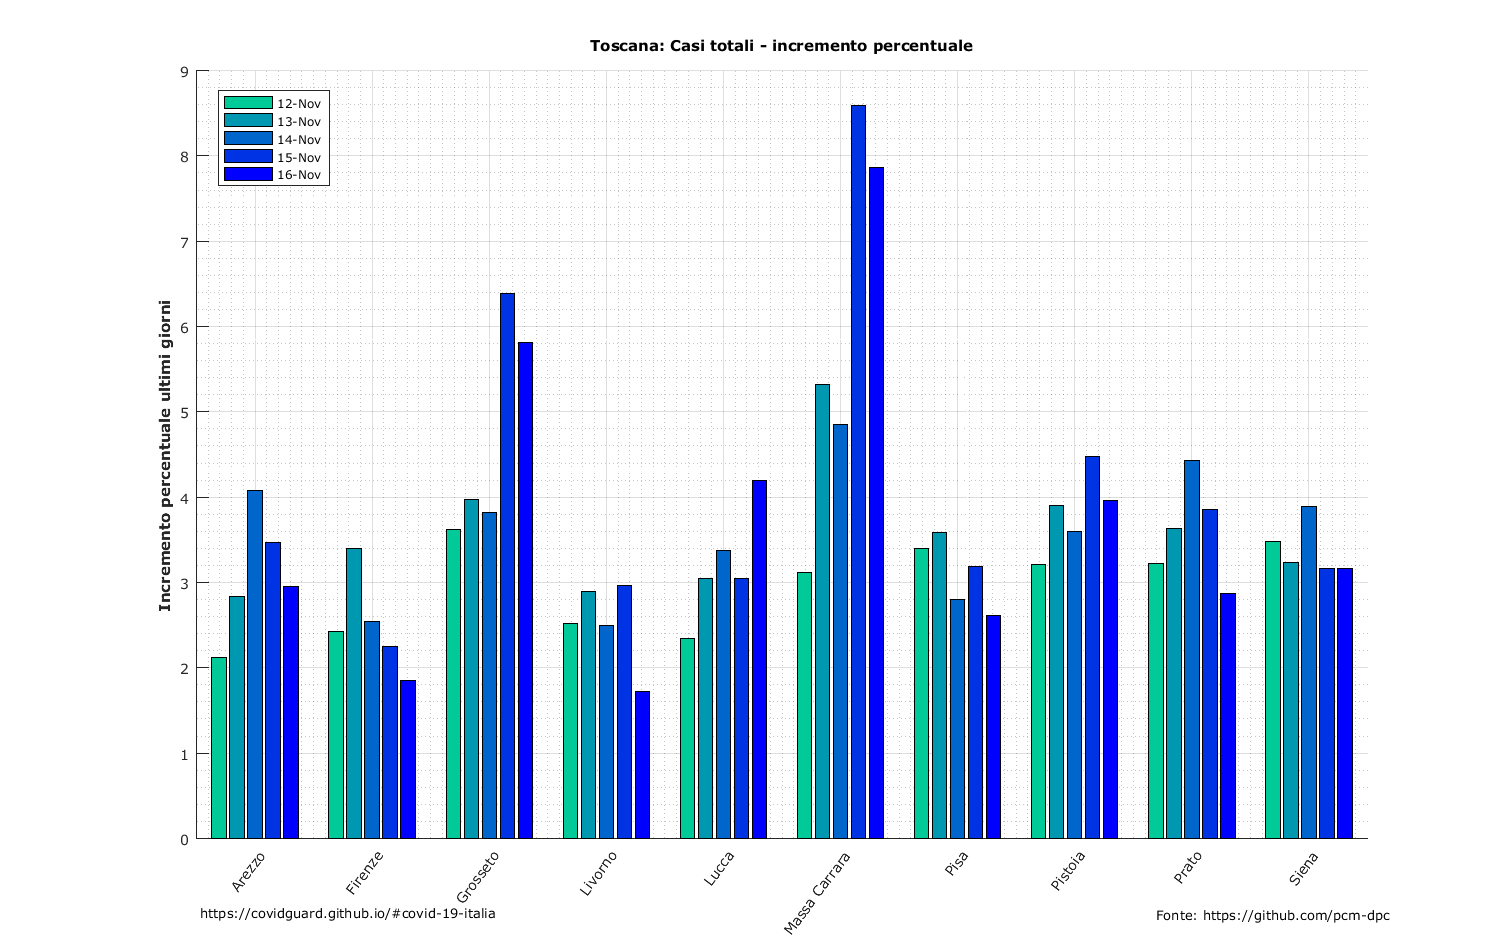 Toscana: Casi totali - incremento percentuale
9
8
7
6
5
4
3
2
1
0
Incremento percentuale ultimi giorni
12-Nov
13-Nov
14-Nov
15-Nov
16-Nov
Arezzo
Firenze
Grosseto
Livorno
Lucca
Massa Carrara
Pisa
Pistoia
Prato
Siena
https://covidguard.github.io/#covid-19-italia
Fonte: https://github.com/pcm-dpc